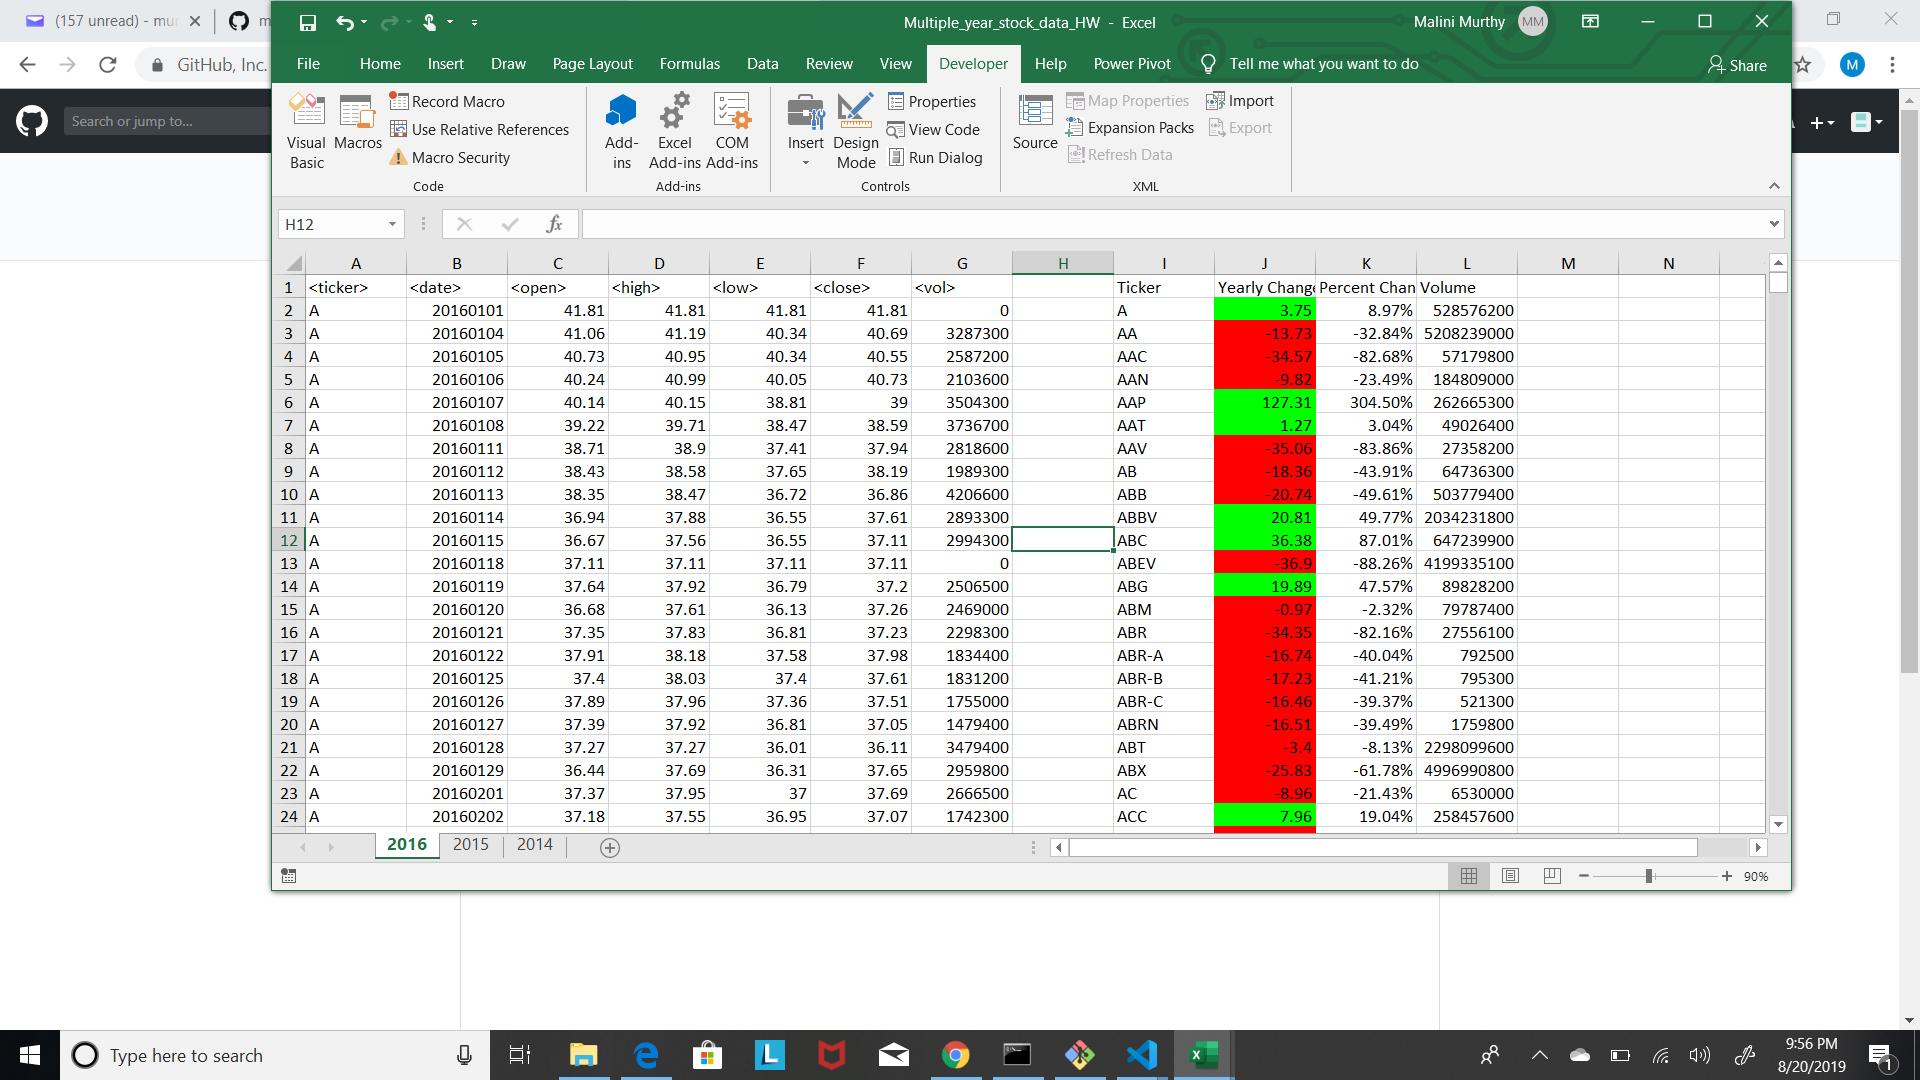 (157 unread) - mu
Multiple_year_stock_data_HW - Excel
Malini Murthy MM
GitHub, Inc.
File Home Insert Draw Page Layout Formulas Data Review View Developer Help Power Pivot Tell me what you want to do Share
M
Search or jump to...
Visual Basic
Macros
Record Macro
Use Relative References
Macro Security
Code
Add-ins
Excel Add-ins
COM Add-ins
Add-ins
Insert
Design Mode
Properties
View Code
Run Dialog
Controls
Source
Map Properties
Expansion Packs
Refresh Data
Import
Export
XML
H12 fx
A B C D E F G H I J K L M N
1 <ticker> <date> <open> <high> <low> <close> <vol> Ticker Yearly Change Percent Chan Volume
2 A 20160101 41.81 41.81 41.81 41.81 0 A 3.75 8.97% 528576200
3 A 20160104 41.06 41.19 40.34 40.69 3287300 AA -13.73 -32.84% 5208239000
4 A 20160105 40.73 40.95 40.34 40.55 2587200 AAC -34.57 -82.68% 57179800
5 A 20160106 40.24 40.99 40.05 40.73 2103600 AAN -9.82 -23.49% 184809000
6 A 20160107 40.14 40.15 38.81 39 3504300 AAP 127.31 304.50% 262665300
7 A 20160108 39.22 39.71 38.47 38.59 3736700 AAT 1.27 3.04% 49026400
8 A 20160111 38.71 38.9 37.41 37.94 2818600 AAV -35.06 -83.86% 27358200
9 A 20160112 38.43 38.58 37.65 38.19 1989300 AB -18.36 -43.91% 64736300
10 A 20160113 38.35 38.47 36.72 36.86 4206600 ABB -20.74 -49.61% 503779400
11 A 20160114 36.94 37.88 36.55 37.61 2893300 ABBV 20.81 49.77% 2034231800
12 A 20160115 36.67 37.56 36.55 37.11 2994300 ABC 36.38 87.01% 647239900
13 A 20160118 37.11 37.11 37.11 37.11 0 ABEV -36.9 -88.26% 4199335100
14 A 20160119 37.64 37.92 36.79 37.2 2506500 ABG 19.89 47.57% 89828200
15 A 20160120 36.68 37.61 36.13 37.26 2469000 ABM -0.97 -2.32% 79787400
16 A 20160121 37.35 37.83 36.81 37.23 2298300 ABR -34.35 -82.16% 27556100
17 A 20160122 37.91 38.18 37.58 37.98 1834400 ABR-A -16.74 -40.04% 792500
18 A 20160125 37.4 38.03 37.4 37.61 1831200 ABR-B -17.23 -41.21% 795300
19 A 20160126 37.89 37.96 37.36 37.51 1755000 ABR-C -16.46 -39.37% 521300
20 A 20160127 37.39 37.92 36.81 37.05 1479400 ABRN -16.51 -39.49% 1759800
21 A 20160128 37.27 37.27 36.01 36.11 3479400 ABT -3.4 -8.13% 2298099600
22 A 20160129 36.44 37.69 36.31 37.65 2959800 ABX -25.83 -61.78% 4996990800
23 A 20160201 37.37 37.95 37 37.69 2666500 AC -8.96 -21.43% 6530000
24 A 20160202 37.18 37.55 36.95 37.07 1742300 ACC 7.96 19.04% 258457600
2016 2015 2014
90%
Type here to search
9:56 PM
8/20/2019
1